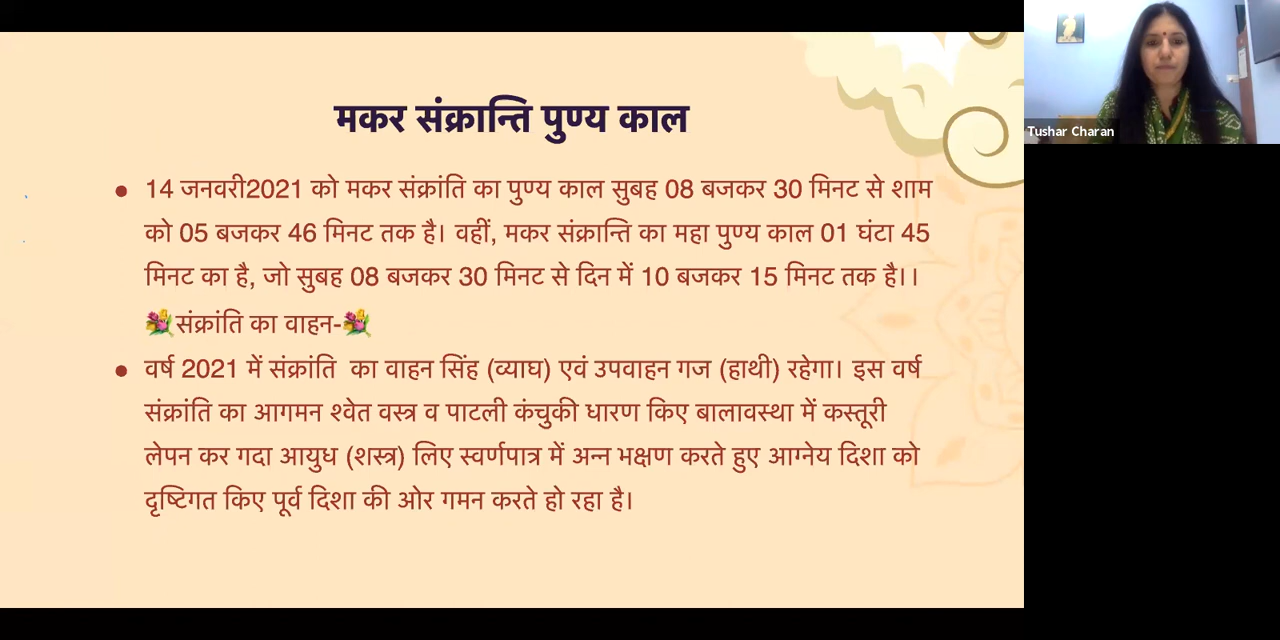 मकर संक्रान्ति पुण्य काल
● 14 जनवरी2021 को मकर संक्रांति का पुण्य काल सुबह 08 बजकर 30 मिनट से शाम
को 05 बजकर 46 मिनट तक है। वहीं, मकर संक्रान्ति का महा पुण्य काल 01 घंटा 45
मिनट का है, जो सुबह 08 बजकर 30 मिनट से दिन में 10 बजकर 15 मिनट तक है।।
💐संक्रांति का वाहन-💐
● वर्ष 2021 में संक्रांति का वाहन सिंह (व्याघ) एवं उपवाहन गज (हाथी) रहेगा। इस वर्ष
संक्रांति का आगमन श्वेत वस्त्र व पाटली कंचुकी धारण किए बालावस्था में कस्तूरी
लेपन कर गदा आयुध (शस्त्र) लिए स्वर्णपात्र में अन्न भक्षण करते हुए आग्नेय दिशा को
दृष्टिगत किए पूर्व दिशा की ओर गमन करते हो रहा है।
Tushar Charan